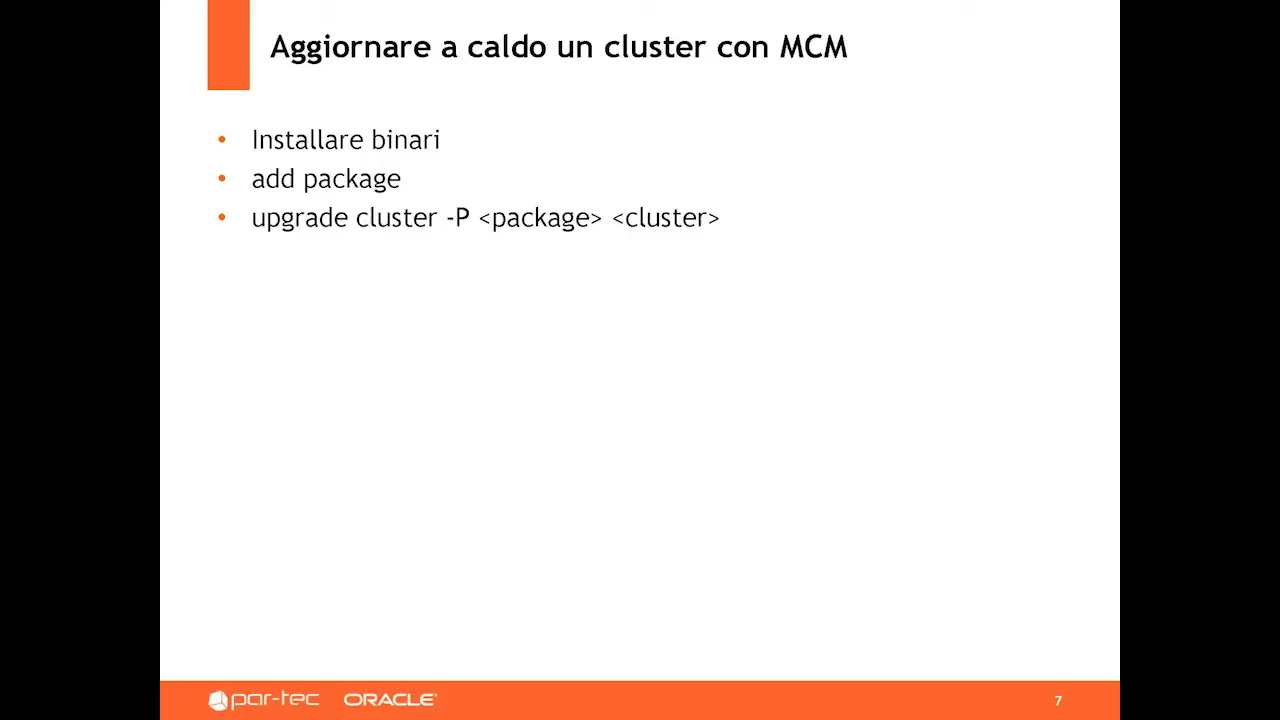 Aggiornare a caldo un cluster con MCM
• Installare binari
• add package
• upgrade cluster -P <package> <cluster>
par-tec ORACLE 7